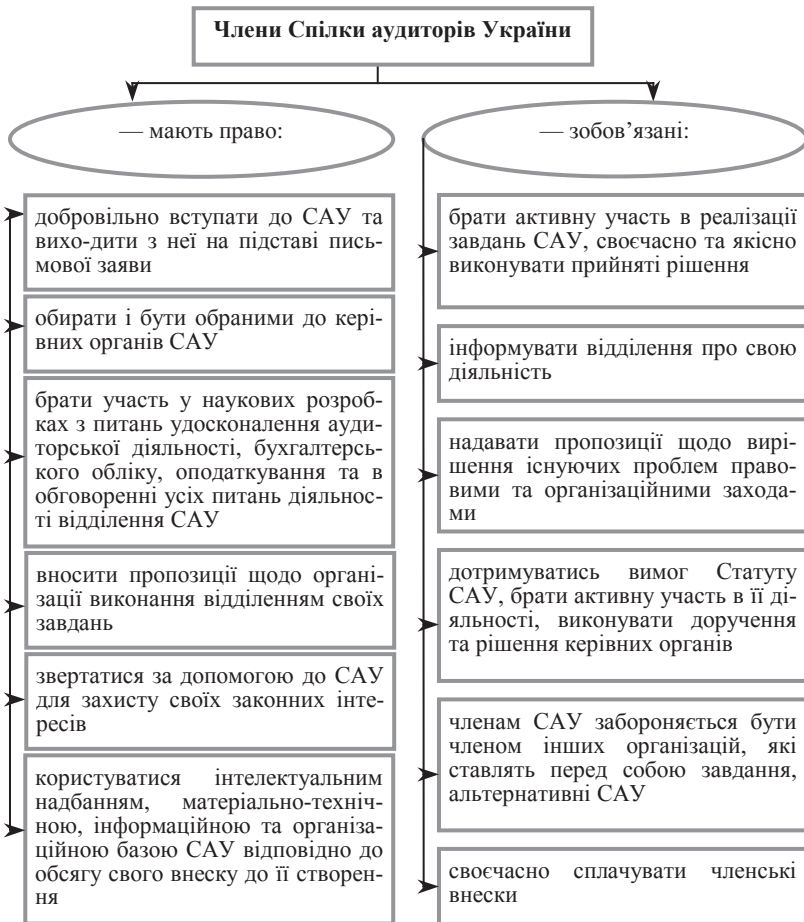 Члени Спілки аудиторів України
— мають право:
добровільно вступати до САУ та
вихо-дити з неї на підставі пись-
мової заяви
обирати і бути обраними до кері-
вних органів САУ
брати участь у наукових розроб-
ках з питань удосконалення ауди-
торської діяльності, бухгалтерсь-
кого обліку, оподаткування та в
обговоренні усіх питань діяльнос-
ті відділення САУ
вносити пропозиції щодо органі-
зації виконання відділенням своїх
завдань
звертатися за допомогою до САУ
для захисту своїх законних інте-
ресів
користуватися інтелектуальним
надбанням, матеріально-техніч-
ною, інформаційною та організа-
ційною базою САУ відповідно до
обсягу свого внеску до її створен-
ня
— зобов’язані:
брати активну участь в реалізації
завдань САУ, своєчасно та якісно
виконувати прийняті рішення
інформувати відділення про свою
діяльність
надавати пропозиції щодо вирі-
шення існуючих проблем право-
вими та організаційними заход­а-
ми
дотримуватись вимог Статуту
САУ, брати активну участь в її ді-
яльності, виконувати доручення
та рішення керівних органів
членам САУ забороняється бути
членом інших організацій, які
ставлять перед собою завдання,
альтернативні САУ
своєчасно сплачувати членські
внески